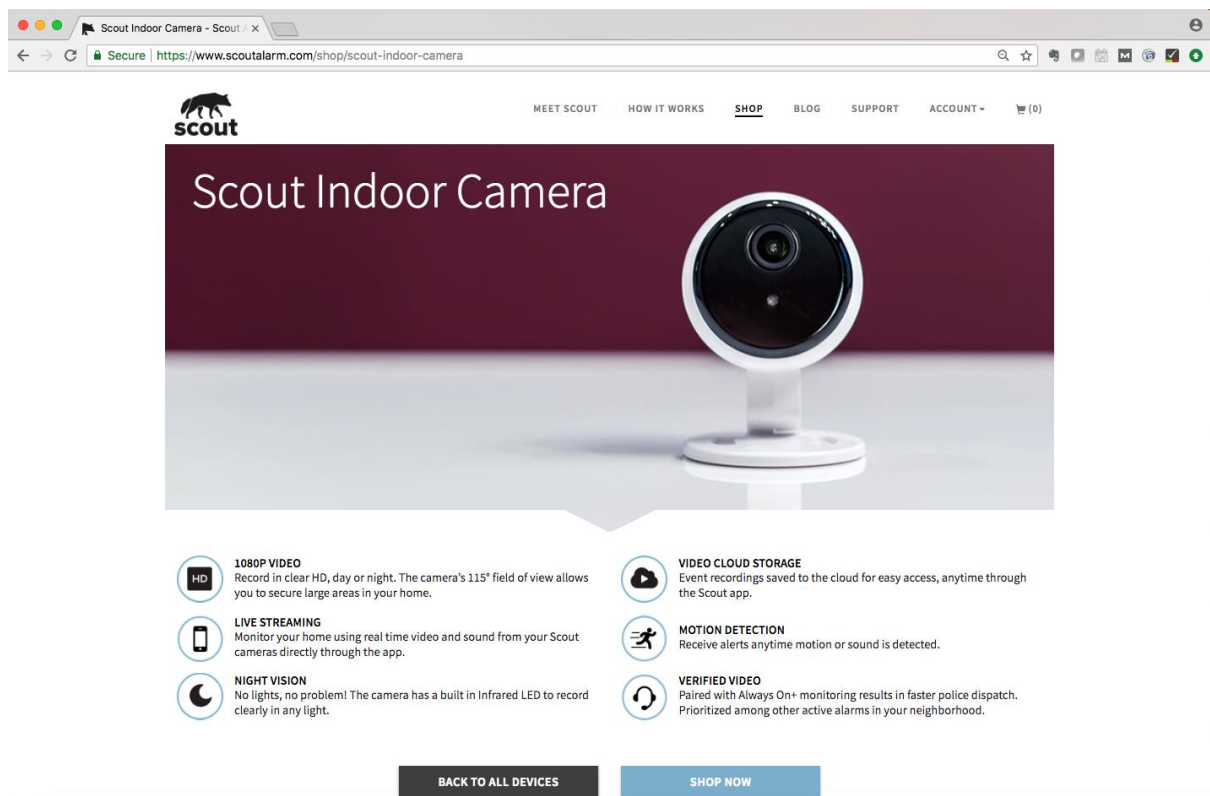 Scout Indoor Camera - Scout A
Secure | https://www.scoutalarm.com/shop/scout-indoor-camera
scout
MEET SCOUT HOW IT WORKS SHOP BLOG SUPPORT ACCOUNT (0)
Scout Indoor Camera
HD
1080P VIDEO
Record in clear HD, day or night. The camera's 115° field of view allows
you to secure large areas in your home.
LIVE STREAMING
Monitor your home using real time video and sound from your Scout
cameras directly through the app.
NIGHT VISION
No lights, no problem! The camera has a built in Infrared LED to record
clearly in any light.
VIDEO CLOUD STORAGE
Event recordings saved to the cloud for easy access, anytime through
the Scout app.
MOTION DETECTION
Receive alerts anytime motion or sound is detected.
VERIFIED VIDEO
Paired with Always On+ monitoring results in faster police dispatch.
Prioritized among other active alarms in your neighborhood.
BACK TO ALL DEVICES
SHOP NOW